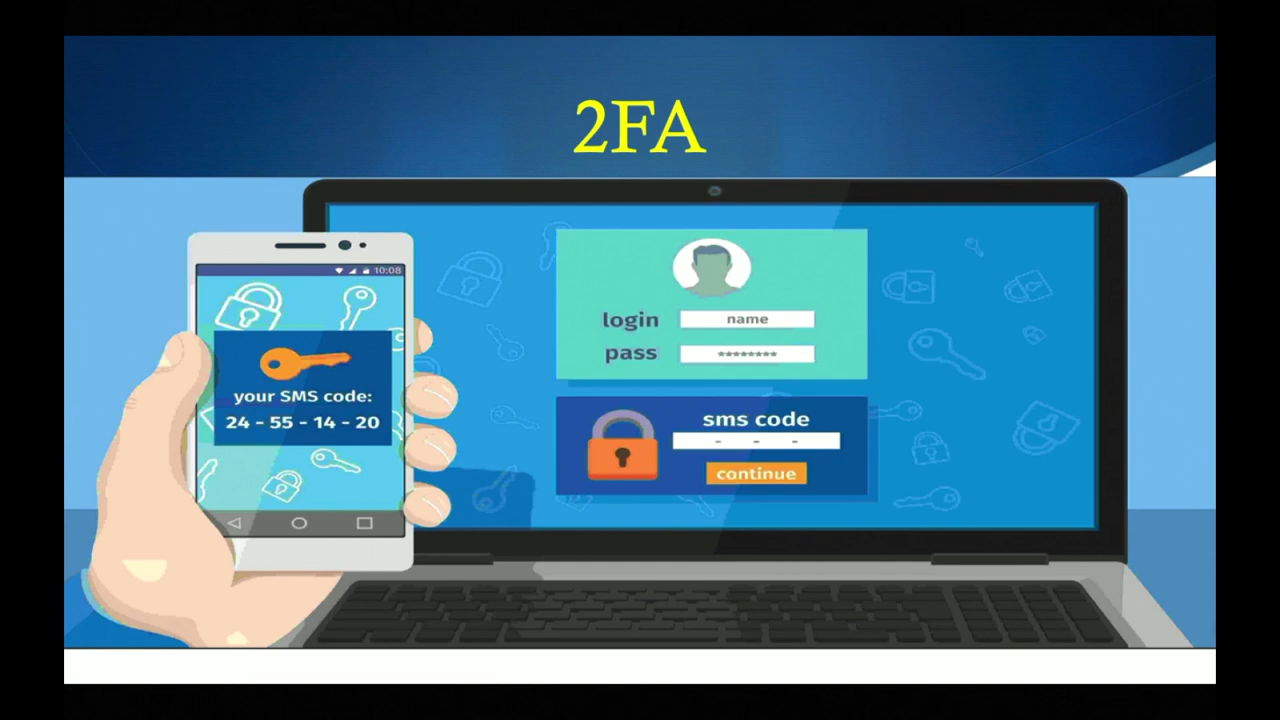 2FA
10:08
your SMS code:
24 - 55 - 14 - 20
login name
pass ********
sms code
- - -
continue